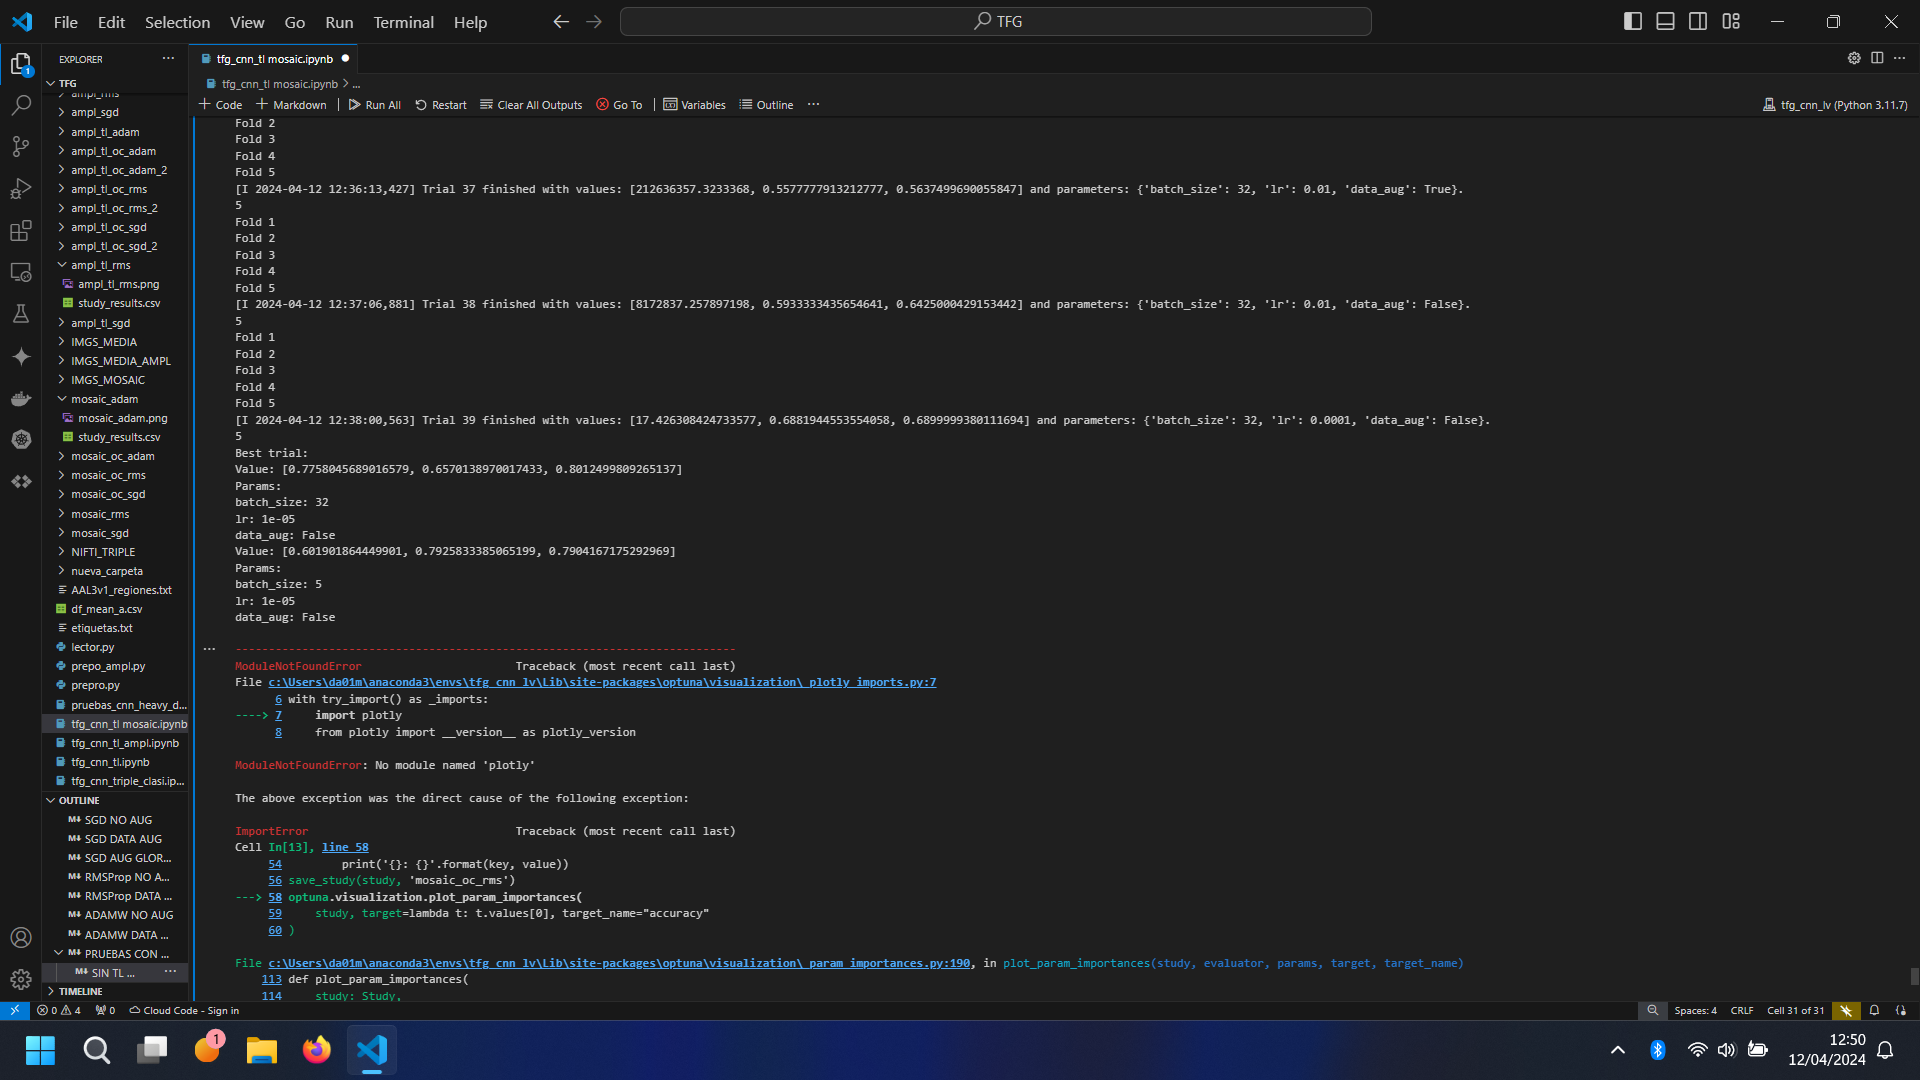 File Edit Selection View Go Run Terminal Help
TFG
EXPLORER
TFG
ampl_rms
ampl_sgd
ampl_tl_adam
ampl_tl_oc_adam
ampl_tl_oc_adam_2
ampl_tl_oc_rms
ampl_tl_oc_rms_2
ampl_tl_oc_sgd
ampl_tl_oc_sgd_2
ampl_tl_rms
ampl_tl_rms.png
study_results.csv
ampl_tl_sgd
IMGS_MEDIA
IMGS_MEDIA_AMPL
IMGS_MOSAIC
mosaic_adam
mosaic_adam.png
study_results.csv
mosaic_oc_adam
mosaic_oc_rms
mosaic_oc_sgd
mosaic_rms
mosaic_sgd
NIFTI_TRIPLE
nueva_carpeta
AAL3v1_regiones.txt
df_mean_a.csv
etiquetas.txt
lector.py
prepo_ampl.py
prepro.py
pruebas_cnn_heavy_d...
tfg_cnn_tl mosaic.ipynb
tfg_cnn_tl_ampl.ipynb
tfg_cnn_tl.ipynb
tfg_cnn_triple_clasi.ip...
OUTLINE
SGD NO AUG
SGD DATA AUG
SGD AUG GLOR...
RMSProp NO A...
RMSProp DATA ...
ADAMW NO AUG
ADAMW DATA ...
PRUEBAS CON ...
SIN TL ...
TIMELINE
tfg_cnn_tl mosaic.ipynb
tfg_cnn_tl mosaic.ipynb > ...
+ Code + Markdown | Run All Restart Clear All Outputs Go To | Variables Outline ...
tfg_cnn_lv (Python 3.11.7)
Fold 2
Fold 3
Fold 4
Fold 5
[I 2024-04-12 12:36:13,427] Trial 37 finished with values: [212636357.3233368, 0.5577777913212777, 0.5637499690055847] and parameters: {'batch_size': 32, 'lr': 0.01, 'data_aug': True}.
5
Fold 1
Fold 2
Fold 3
Fold 4
Fold 5
[I 2024-04-12 12:37:06,881] Trial 38 finished with values: [8172837.257897198, 0.5933333435654641, 0.6425000429153442] and parameters: {'batch_size': 32, 'lr': 0.01, 'data_aug': False}.
5
Fold 1
Fold 2
Fold 3
Fold 4
Fold 5
[I 2024-04-12 12:38:00,563] Trial 39 finished with values: [17.426308424733577, 0.6881944553554058, 0.6899999380111694] and parameters: {'batch_size': 32, 'lr': 0.0001, 'data_aug': False}.
5
Best trial:
Value: [0.7758045689016579, 0.6570138970017433, 0.8012499809265137]
Params:
batch_size: 32
lr: 1e-05
data_aug: False
Value: [0.601901864449901, 0.7925833385065199, 0.7904167175292969]
Params:
batch_size: 5
lr: 1e-05
data_aug: False
...
---------------------------------------------------------------------------
ModuleNotFoundError Traceback (most recent call last)
File c:\Users\da01m\anaconda3\envs\tfg_cnn_lv\Lib\site-packages\optuna\visualization\_plotly_imports.py:7
6 with try_import() as _imports:
----> 7 import plotly
8 from plotly import __version__ as plotly_version
ModuleNotFoundError: No module named 'plotly'
The above exception was the direct cause of the following exception:
ImportError Traceback (most recent call last)
Cell In[13], line 58
54 print('{}: {}'.format(key, value))
56 save_study(study, 'mosaic_oc_rms')
---> 58 optuna.visualization.plot_param_importances(
59 study, target=lambda t: t.values[0], target_name="accuracy"
60 )
File c:\Users\da01m\anaconda3\envs\tfg_cnn_lv\Lib\site-packages\optuna\visualization\_param_importances.py:190, in plot_param_importances(study, evaluator, params, target, target_name)
113 def plot_param_importances(
114 study: Study,
0 4 0 Cloud Code - Sign in
Spaces: 4 CRLF Cell 31 of 31
1
1
12:50
12/04/2024